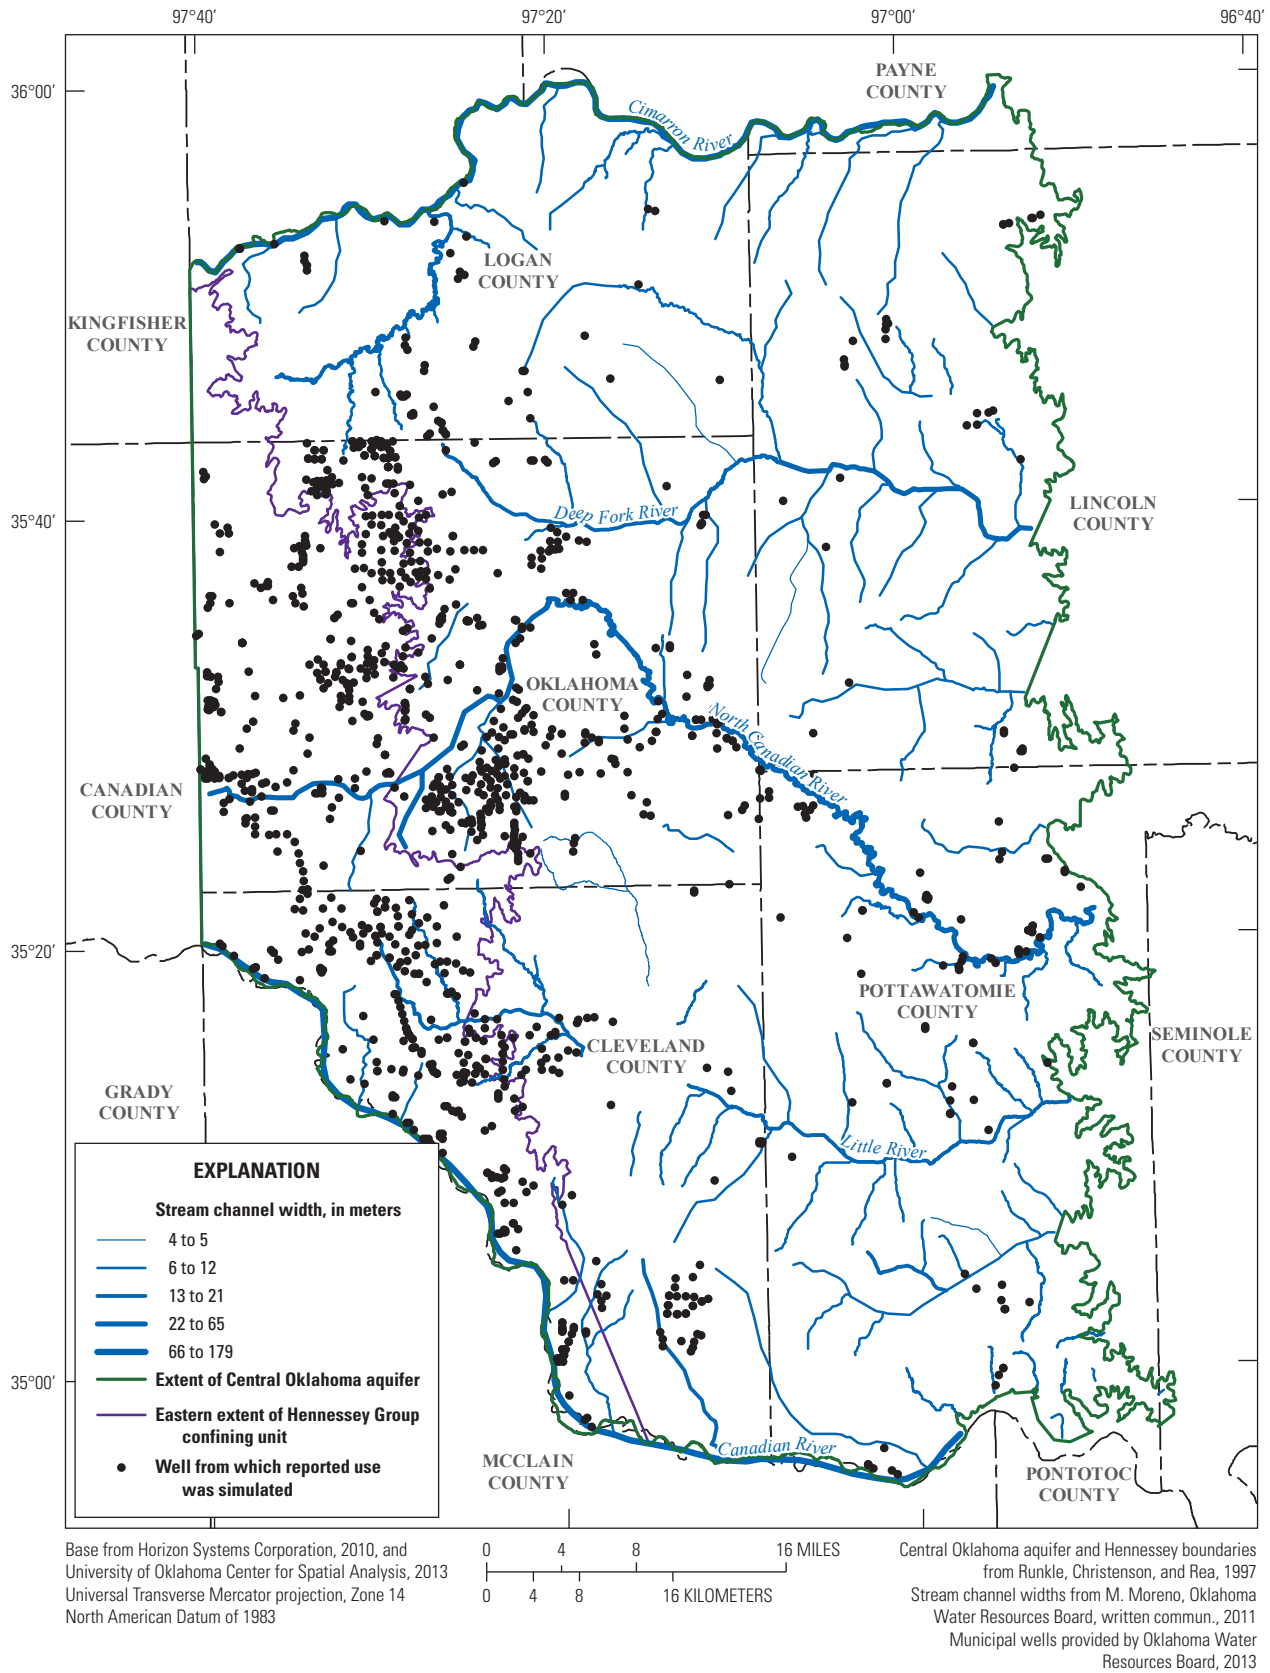 97°40′
97°20′
97°00′
96°40′
36°00′
35°40′
35°20′
35°00′
PAYNE
COUNTY
Cimarron River
LOGAN
COUNTY
KINGFISHER
COUNTY
LINCOLN
COUNTY
Deep Fork River
OKLAHOMA
COUNTY
North Canadian River
CANADIAN
COUNTY
POTTAWATOMIE
COUNTY
SEMINOLE
COUNTY
CLEVELAND
COUNTY
GRADY
COUNTY
Little River
Canadian River
MCCLAIN
COUNTY
PONTOTOC
COUNTY
EXPLANATION
Stream channel width, in meters
4 to 5
6 to 12
13 to 21
22 to 65
66 to 179
Extent of Central Oklahoma aquifer
Eastern extent of Hennessey Group
confining unit
Well from which reported use
was simulated
Base from Horizon Systems Corporation, 2010, and
University of Oklahoma Center for Spatial Analysis, 2013
Universal Transverse Mercator projection, Zone 14
North American Datum of 1983
0 4 8 16 MILES
0 4 8 16 KILOMETERS
Central Oklahoma aquifer and Hennessey boundaries
from Runkle, Christenson, and Rea, 1997
Stream channel widths from M. Moreno, Oklahoma
Water Resources Board, written commun., 2011
Municipal wells provided by Oklahoma Water
Resources Board, 2013